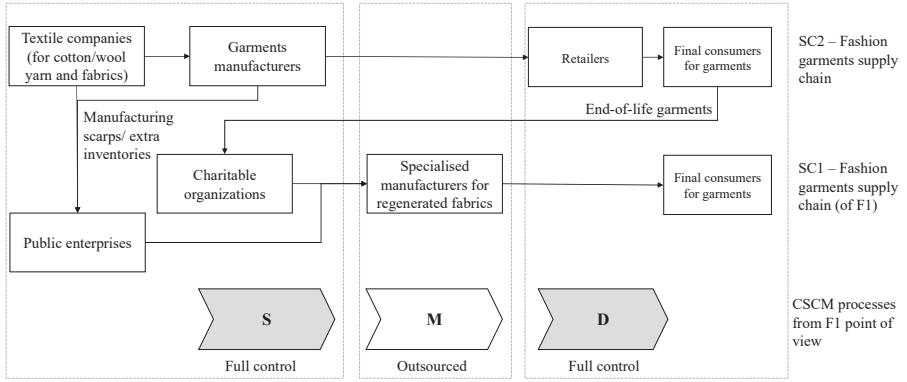 Textile companies
(for cotton/wool
yarn and fabrics)
Garments
manufacturers
Retailers
Final consumers
for garments
SC2 – Fashion
garments supply
chain
Manufacturing
scarps/ extra
inventories
End-of-life garments
Charitable
organizations
Specialised
manufacturers for
regenerated fabrics
Final consumers
for garments
SC1 – Fashion
garments supply
chain (of F1)
Public enterprises
S
M
D
CSCM processes
from F1 point of
view
Full control
Outsourced
Full control